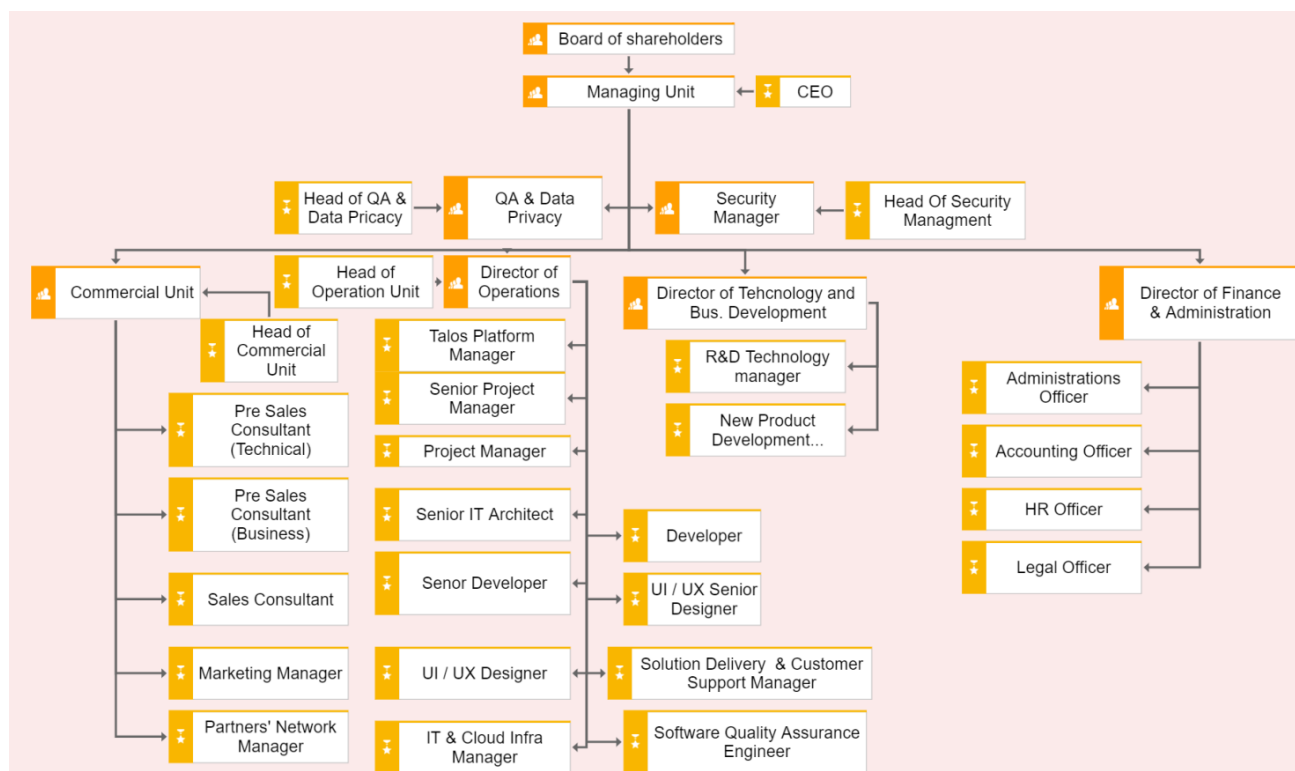 Board of shareholders
Managing Unit
CEO
Head of QA &
Data Pricacy
QA & Data
Privacy
Security
Manager
Head Of Security
Managment
Commercial Unit
Head of
Operation Unit
Director of
Operations
Director of Tehcnology and
Bus. Development
Director of Finance
& Administration
Head of
Commercial
Unit
Pre Sales
Consultant
(Technical)
Pre Sales
Consultant
(Business)
Sales Consultant
Marketing Manager
Partners' Network
Manager
Talos Platform
Manager
Senior Project
Manager
Project Manager
Senior IT Architect
Senor Developer
UI / UX Designer
IT & Cloud Infra
Manager
Developer
UI / UX Senior
Designer
Solution Delivery & Customer
Support Manager
Software Quality Assurance
Engineer
R&D Technology
manager
New Product
Development...
Administrations
Officer
Accounting Officer
HR Officer
Legal Officer